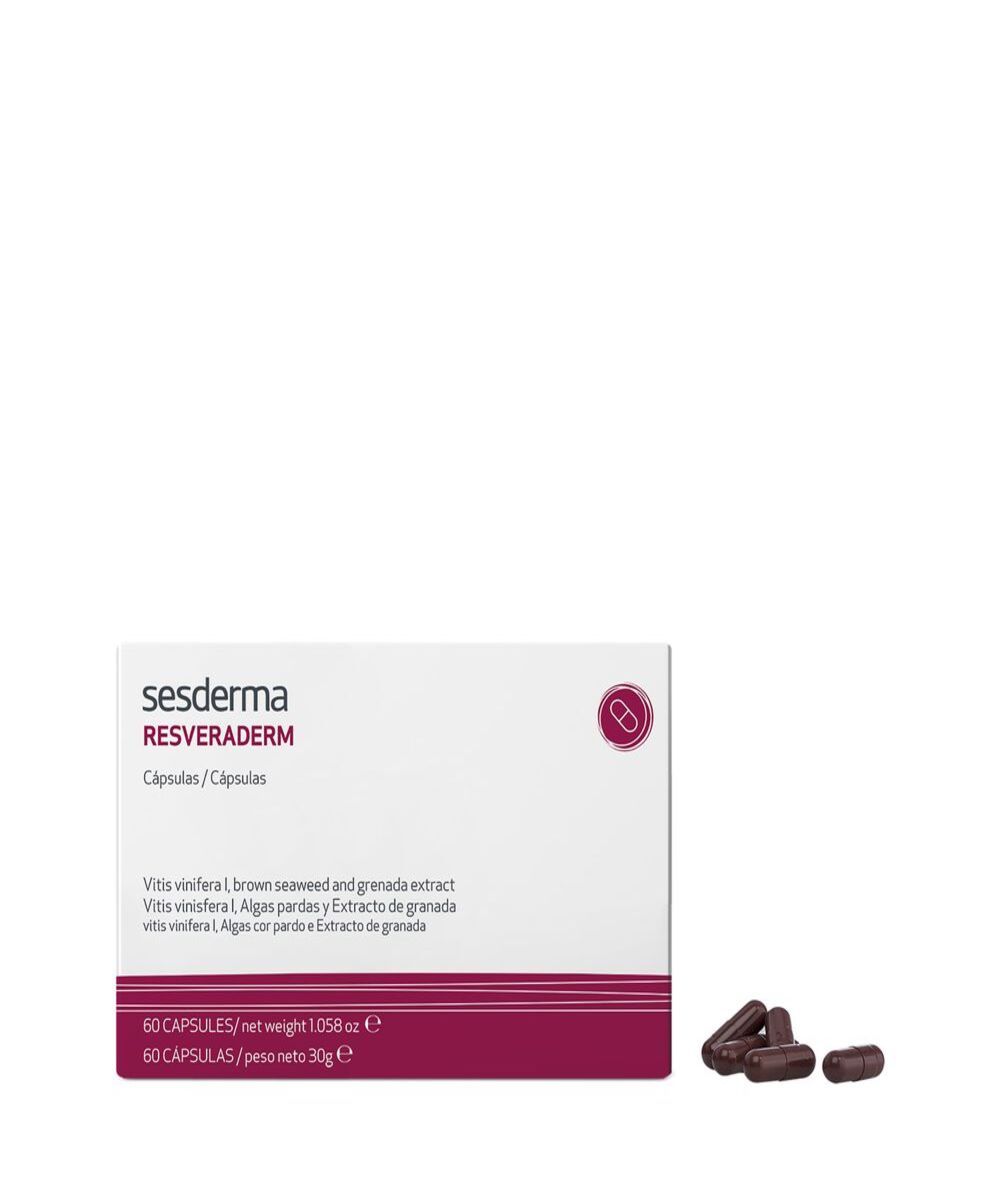 sesderma
RESVERADERM
Cápsulas / Cápsulas
Vitis vinifera l, brown seaweed and grenada extract
Vitis vinisfera l, Algas pardas y Extracto de granada
vitis vinifera l, Algas cor pardo e Extracto de granada
60 CAPSULES/ net weight 1.058 oz ℮
60 CÁPSULAS / peso neto 30g ℮